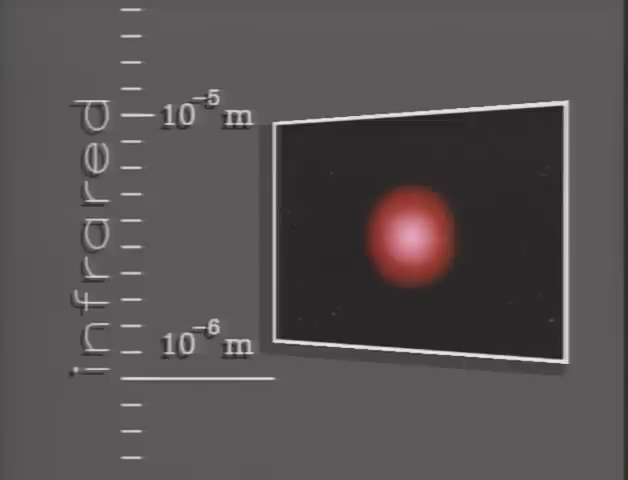 infrared
10⁻⁵ m
10⁻⁶ m